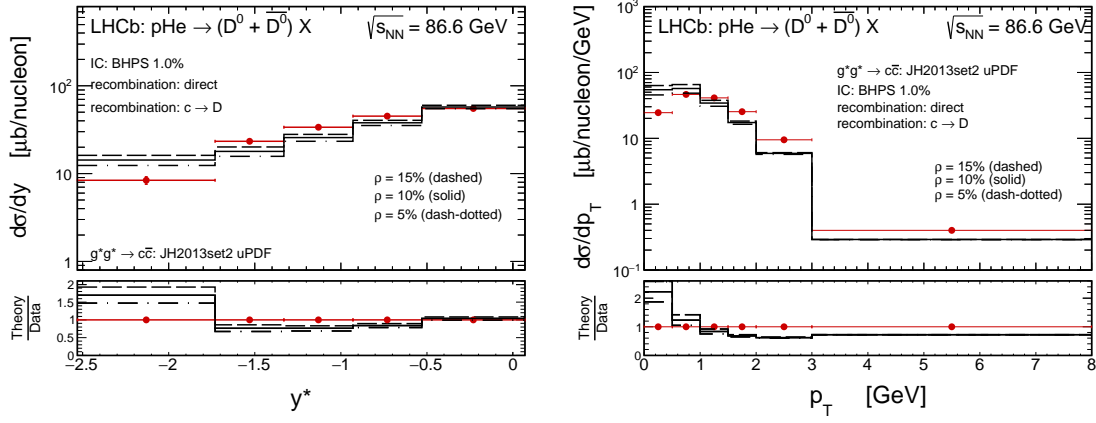 LHCb: pHe → (D⁰ + D̅⁰) X √s_NN = 86.6 GeV
IC: BHPS 1.0%
recombination: direct
recombination: c → D
ρ = 15% (dashed)
ρ = 10% (solid)
ρ = 5% (dash-dotted)
g*g* → cc̅: JH2013set2 uPDF
dσ/dy [μb/nucleon]
10²
10
1
Theory
Data
2
1.5
1
0.5
0
−2.5 −2 −1.5 −1 −0.5 0
y*
LHCb: pHe → (D⁰ + D̅⁰) X √s_NN = 86.6 GeV
g*g* → cc̅: JH2013set2 uPDF
IC: BHPS 1.0%
recombination: direct
recombination: c → D
ρ = 15% (dashed)
ρ = 10% (solid)
ρ = 5% (dash-dotted)
dσ/dp_T [μb/nucleon/GeV]
10³
10²
10
1
10⁻¹
Theory
Data
2
1
0
0 1 2 3 4 5 6 7 8
p_T [GeV]